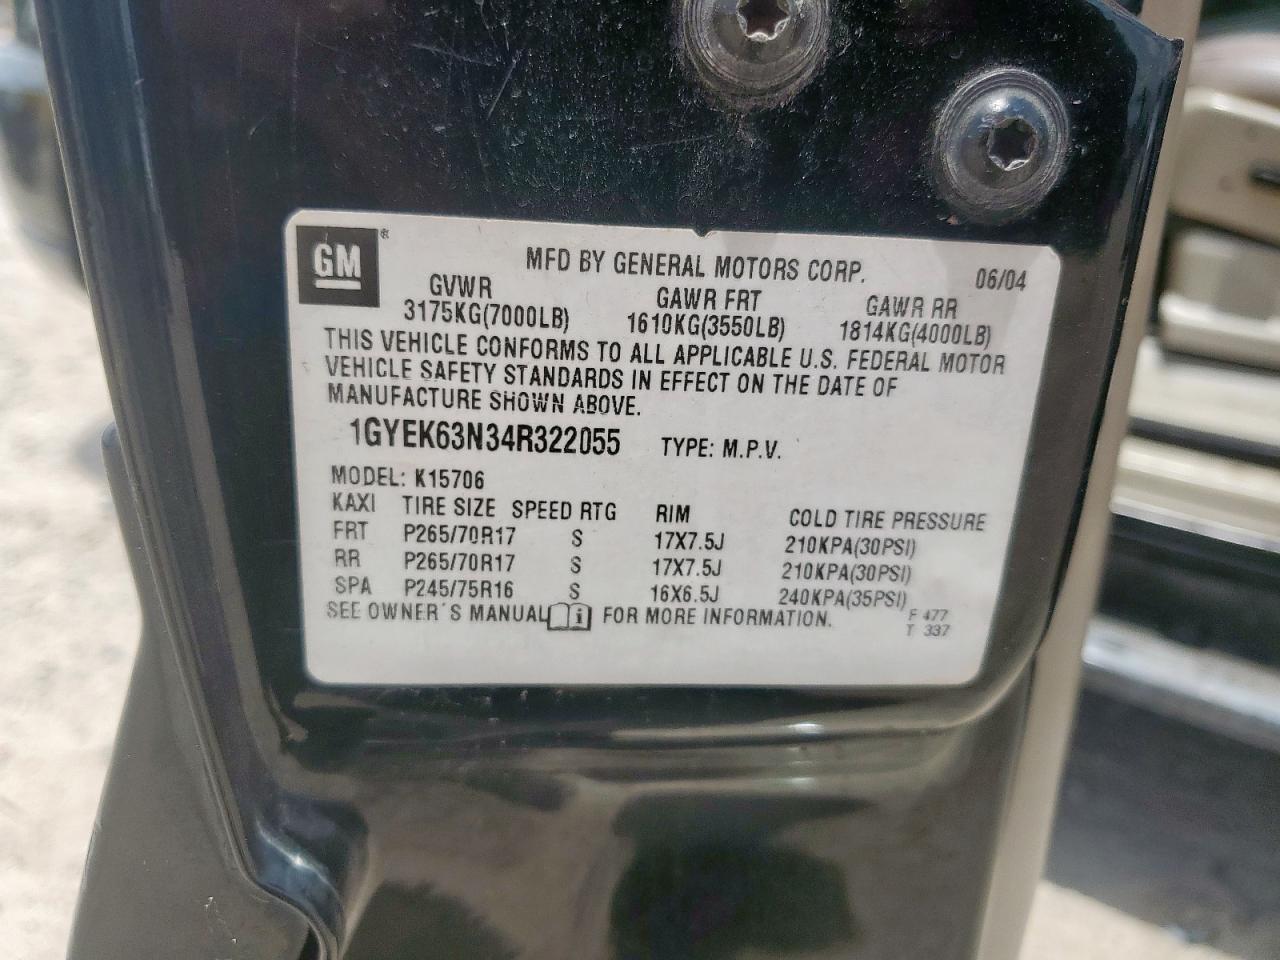 GM®
MFD BY GENERAL MOTORS CORP. 06/04
GVWR GAWR FRT GAWR RR
3175KG(7000LB) 1610KG(3550LB) 1814KG(4000LB)
THIS VEHICLE CONFORMS TO ALL APPLICABLE U.S. FEDERAL MOTOR
VEHICLE SAFETY STANDARDS IN EFFECT ON THE DATE OF
MANUFACTURE SHOWN ABOVE.
1GYEK63N34R322055 TYPE: M.P.V.
MODEL: K15706
KAXI TIRE SIZE SPEED RTG RIM COLD TIRE PRESSURE
FRT P265/70R17 S 17X7.5J 210KPA(30PSI)
RR P265/70R17 S 17X7.5J 210KPA(30PSI)
SPA P245/75R16 S 16X6.5J 240KPA(35PSI)
SEE OWNER'S MANUAL i FOR MORE INFORMATION.
F 477
T 337